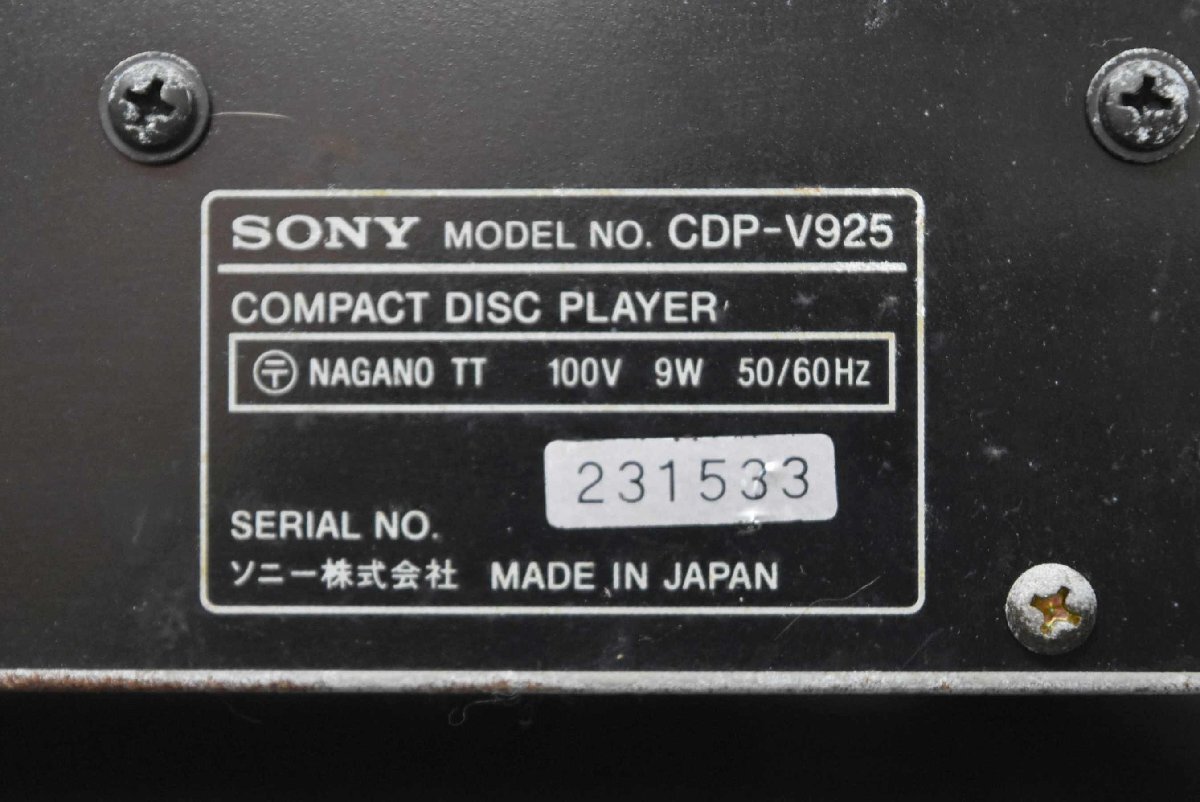 SONY MODEL NO. CDP-V925
COMPACT DISC PLAYER
〒 NAGANO TT 100V 9W 50/60Hz
231533
SERIAL NO.
ソニー株式会社 MADE IN JAPAN